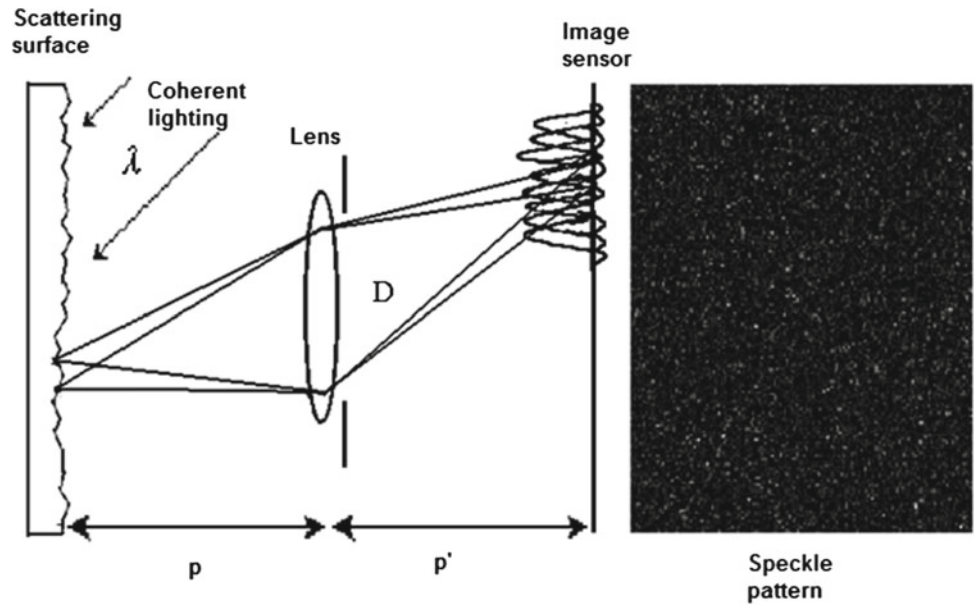 Scattering
surface
Coherent
lighting
λ
Lens
Image
sensor
D
p
p'
Speckle
pattern